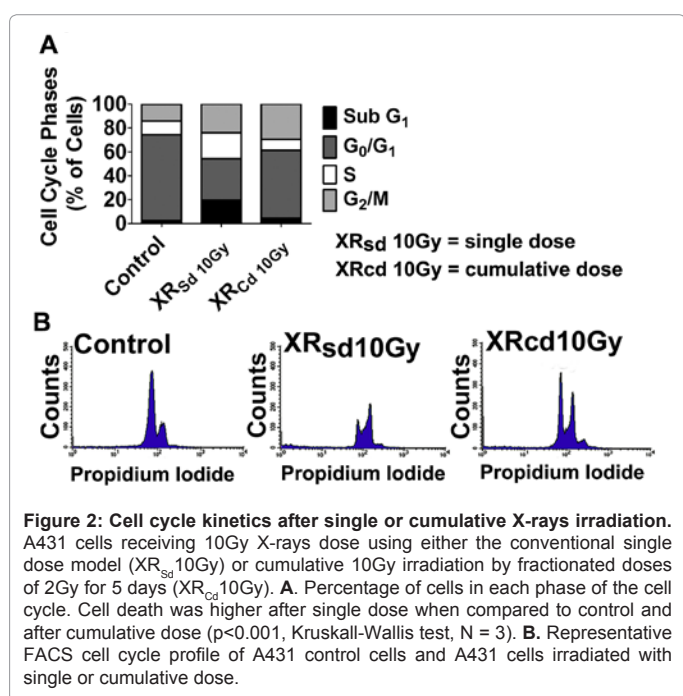 A
Cell Cycle Phases
(% of Cells)
100
80
60
40
20
0
Control
XRSd 10Gy
XRCd 10Gy
Sub G1
G0/G1
S
G2/M
XRSd 10Gy = single dose
XRcd 10Gy = cumulative dose
B
Control
Counts
Propidium Iodide
XRsd10Gy
Counts
Propidium Iodide
XRcd10Gy
Counts
Propidium Iodide
Figure 2: Cell cycle kinetics after single or cumulative X-rays irradiation.
A431 cells receiving 10Gy X-rays dose using either the conventional single
dose model (XRSd10Gy) or cumulative 10Gy irradiation by fractionated doses
of 2Gy for 5 days (XRCd10Gy). A. Percentage of cells in each phase of the cell
cycle. Cell death was higher after single dose when compared to control and
after cumulative dose (p<0.001, Kruskall-Wallis test, N = 3). B. Representative
FACS cell cycle profile of A431 control cells and A431 cells irradiated with
single or cumulative dose.